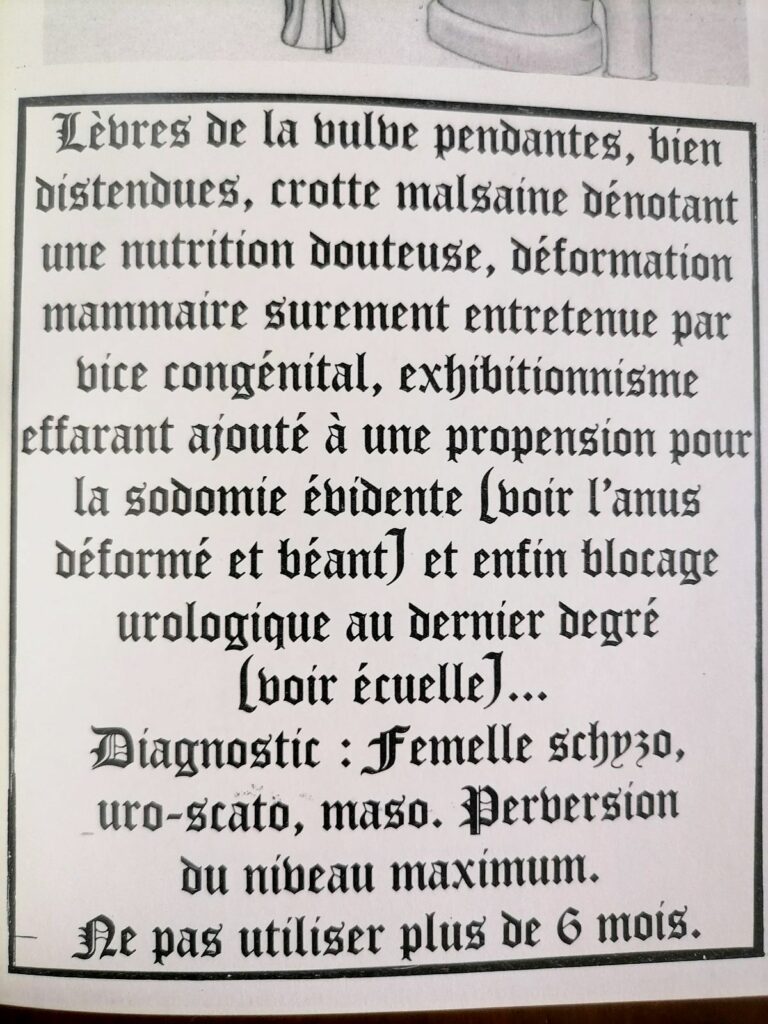 Lèvres de la vulve pendantes, bien
distendues, crotte malsaine dénotant
une nutrition douteuse, déformation
mammaire surement entretenue par
vice congénital, exhibitionnisme
effarant ajouté à une propension pour
la sodomie évidente (voir l'anus
déformé et béant) et enfin blocage
urologique au dernier degré
(voir écuelle)...
Diagnostic : Femelle schyzo,
uro-scato, maso. Perversion
du niveau maximum.
Ne pas utiliser plus de 6 mois.